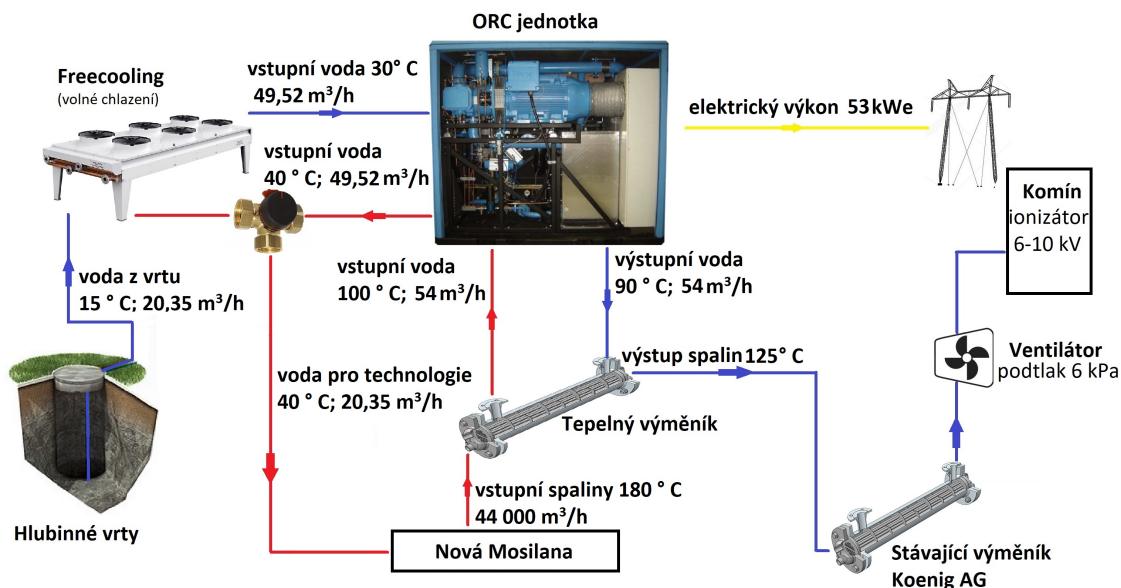 ORC jednotka
Freecooling
(volné chlazení)
vstupní voda 30° C
49,52 m³/h
elektrický výkon 53 kWe
vstupní voda
40 ° C; 49,52 m³/h
Komín
ionizátor
6-10 kV
voda z vrtu
15 ° C; 20,35 m³/h
vstupní voda
100 ° C; 54 m³/h
výstupní voda
90 ° C; 54 m³/h
výstup spalin 125° C
Ventilátor
podtlak 6 kPa
voda pro technologie
40 ° C; 20,35 m³/h
Tepelný výměník
vstupní spaliny 180 ° C
44 000 m³/h
Hlubinné vrty
Nová Mosilana
Stávající výměník
Koenig AG